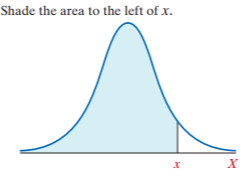 Shade the area to the left of x.
x X